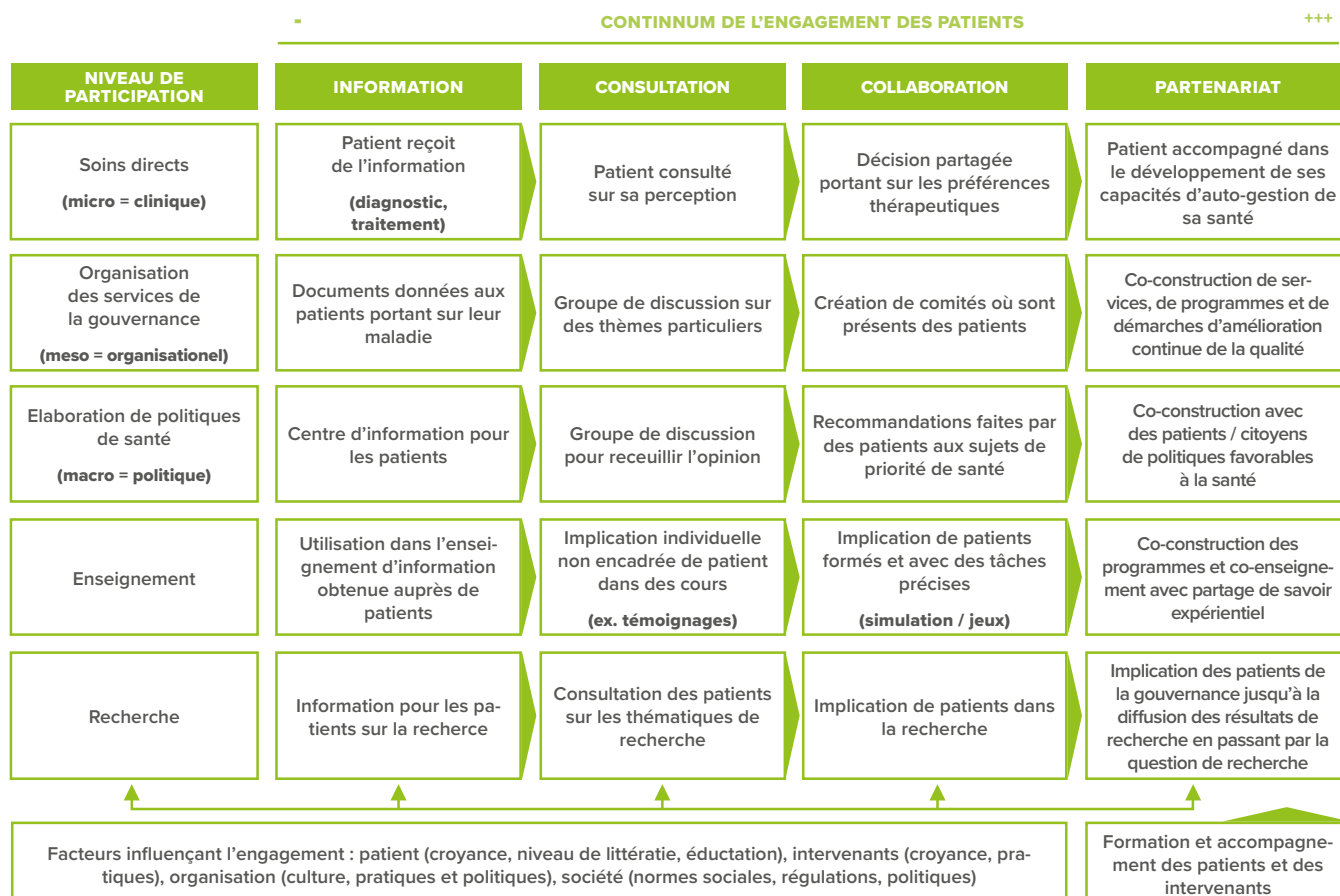 -
CONTINNUM DE L'ENGAGEMENT DES PATIENTS
+++
NIVEAU DE
PARTICIPATION
INFORMATION
CONSULTATION
COLLABORATION
PARTENARIAT
Soins directs
(micro = clinique)
Patient reçoit
de l'information
(diagnostic,
traitement)
Patient consulté
sur sa perception
Décision partagée
portant sur les préférences
thérapeutiques
Patient accompagné dans
le développement de ses
capacités d'auto-gestion de
sa santé
Organisation
des services de
la gouvernance
(meso = organisationel)
Documents données aux
patients portant sur leur
maladie
Groupe de discussion sur
des thèmes particuliers
Création de comités où sont
présents des patients
Co-construction de ser-
vices, de programmes et de
démarches d'amélioration
continue de la qualité
Elaboration de politiques
de santé
(macro = politique)
Centre d'information pour
les patients
Groupe de discussion
pour receuillir l'opinion
Recommandations faites par
des patients aux sujets de
priorité de santé
Co-construction avec
des patients / citoyens
de politiques favorables
à la santé
Enseignement
Utilisation dans l'ensei-
gnement d'information
obtenue auprès de
patients
Implication individuelle
non encadrée de patient
dans des cours
(ex. témoignages)
Implication de patients
formés et avec des tâches
précises
(simulation / jeux)
Co-construction des
programmes et co-enseigne-
ment avec partage de savoir
expérientiel
Recherche
Information pour les pa-
tients sur la recherce
Consultation des patients
sur les thématiques de
recherche
Implication de patients dans
la recherche
Implication des patients de
la gouvernance jusqu'à la
diffusion des résultats de
recherche en passant par la
question de recherche
Facteurs influençant l'engagement : patient (croyance, niveau de littératie, éductation), intervenants (croyance, pra-
tiques), organisation (culture, pratiques et politiques), société (normes sociales, régulations, politiques)
Formation et accompagne-
ment des patients et des
intervenants